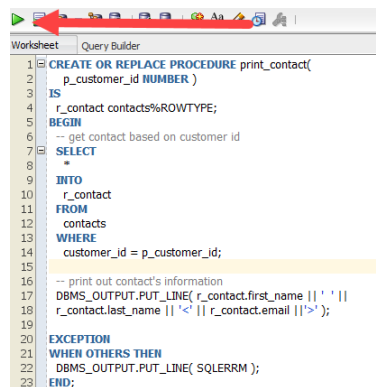 Aa
Worksheet Query Builder
1 CREATE OR REPLACE PROCEDURE print_contact(
2 p_customer_id NUMBER )
3 IS
4 r_contact contacts%ROWTYPE;
5 BEGIN
6 -- get contact based on customer id
7 SELECT
8 *
9 INTO
10 r_contact
11 FROM
12 contacts
13 WHERE
14 customer_id = p_customer_id;
15
16 -- print out contact's information
17 DBMS_OUTPUT.PUT_LINE( r_contact.first_name || ' ' ||
18 r_contact.last_name || '<' || r_contact.email ||'>' );
19
20 EXCEPTION
21 WHEN OTHERS THEN
22 DBMS_OUTPUT.PUT_LINE( SQLERRM );
23 END;